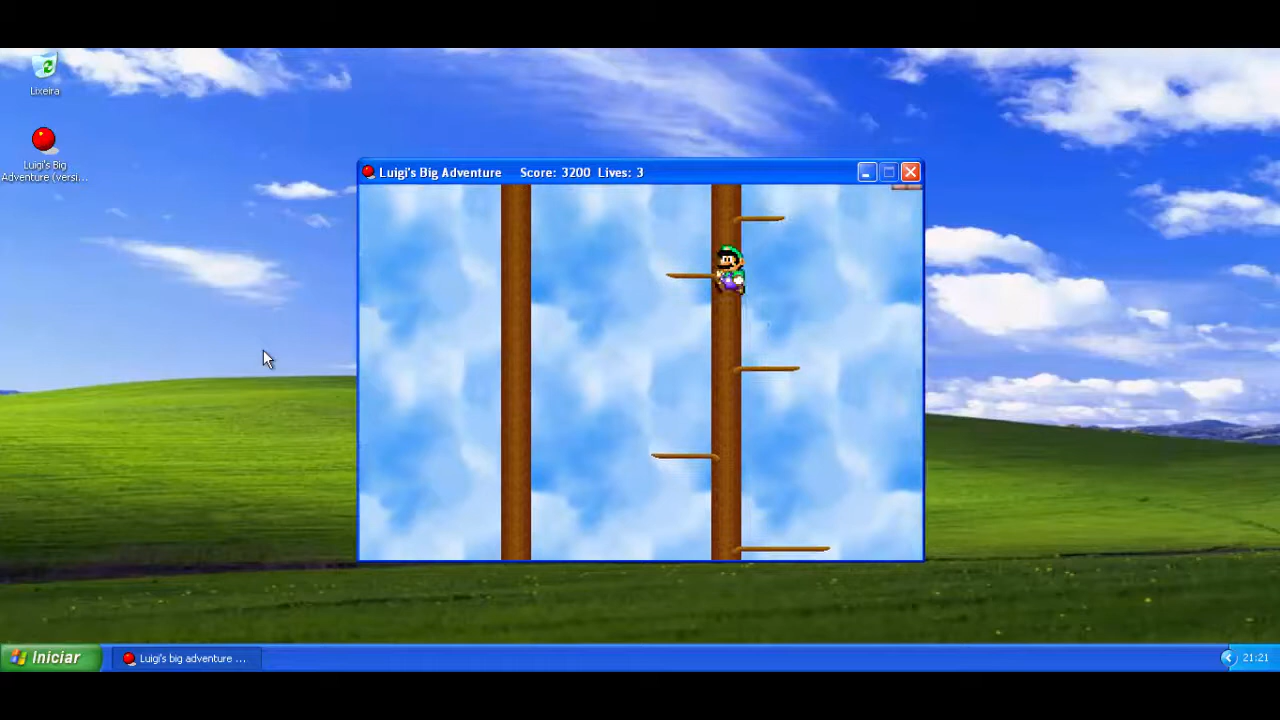 Lixeira
Luigi's Big
Adventure (versi...
Luigi's Big Adventure Score: 3200 Lives: 3
Iniciar
Luigi's big adventure ...
21:21